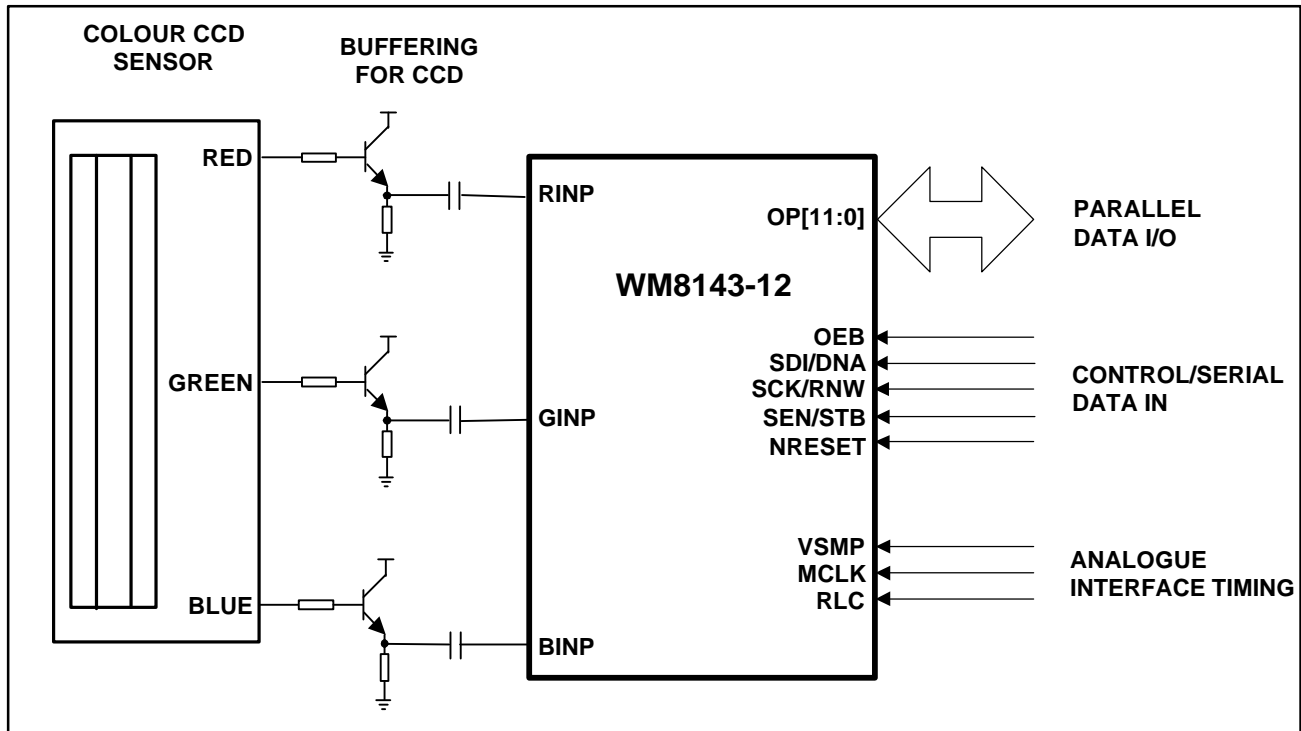 COLOUR CCD
SENSOR
BUFFERING
FOR CCD
RED
GREEN
BLUE
RINP
GINP
BINP
WM8143-12
OP[11:0]
OEB
SDI/DNA
SCK/RNW
SEN/STB
NRESET
VSMP
MCLK
RLC
PARALLEL
DATA I/O
CONTROL/SERIAL
DATA IN
ANALOGUE
INTERFACE TIMING